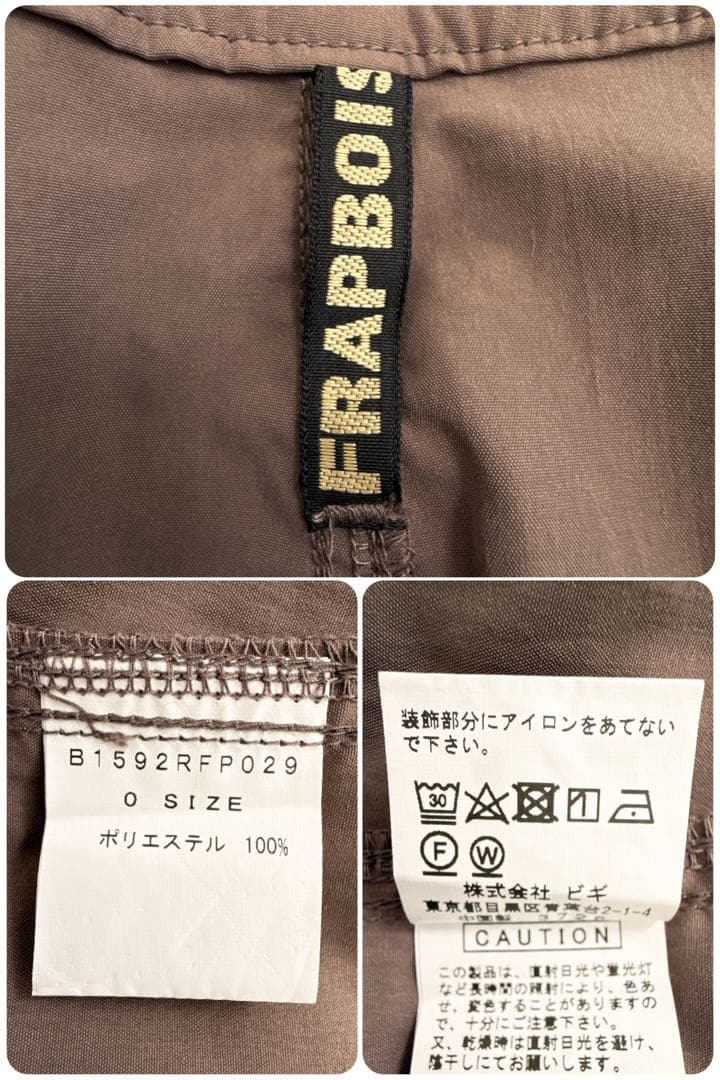 FRAPBOIS
B1592RFP029
0 SIZE
ポリエステル 100%
装飾部分にアイロンをあてない
で下さい。
30
F W
株式会社 ビギ
東京都目黒区青葉台2-1-4
中国製
CAUTION
この製品は、直射日光や蛍光灯
など長時間の照射により、色あ
せ、変色することがありますの
で、十分にご注意下さい。
又、乾燥時は直射日光を避け、
陰干しにてお願いします。